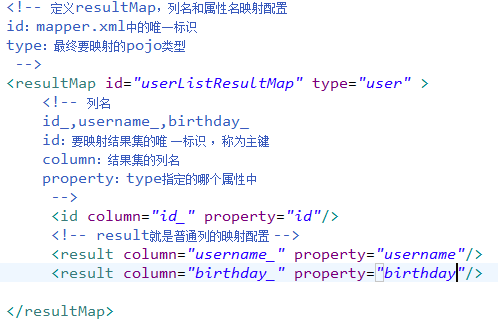 <!-- 定义resultMap，列名和属性名映射配置
id：mapper.xml中的唯一标识
type：最终要映射的pojo类型
-->
<resultMap id="userListResultMap" type="user" >
<!-- 列名
id_,username_,birthday_
id：要映射结果集的唯 一标识 ，称为主键
column：结果集的列名
property：type指定的哪个属性中
-->
<id column="id_" property="id"/>
<!-- result就是普通列的映射配置 -->
<result column="username_" property="username"/>
<result column="birthday_" property="birthday"/>
</resultMap>